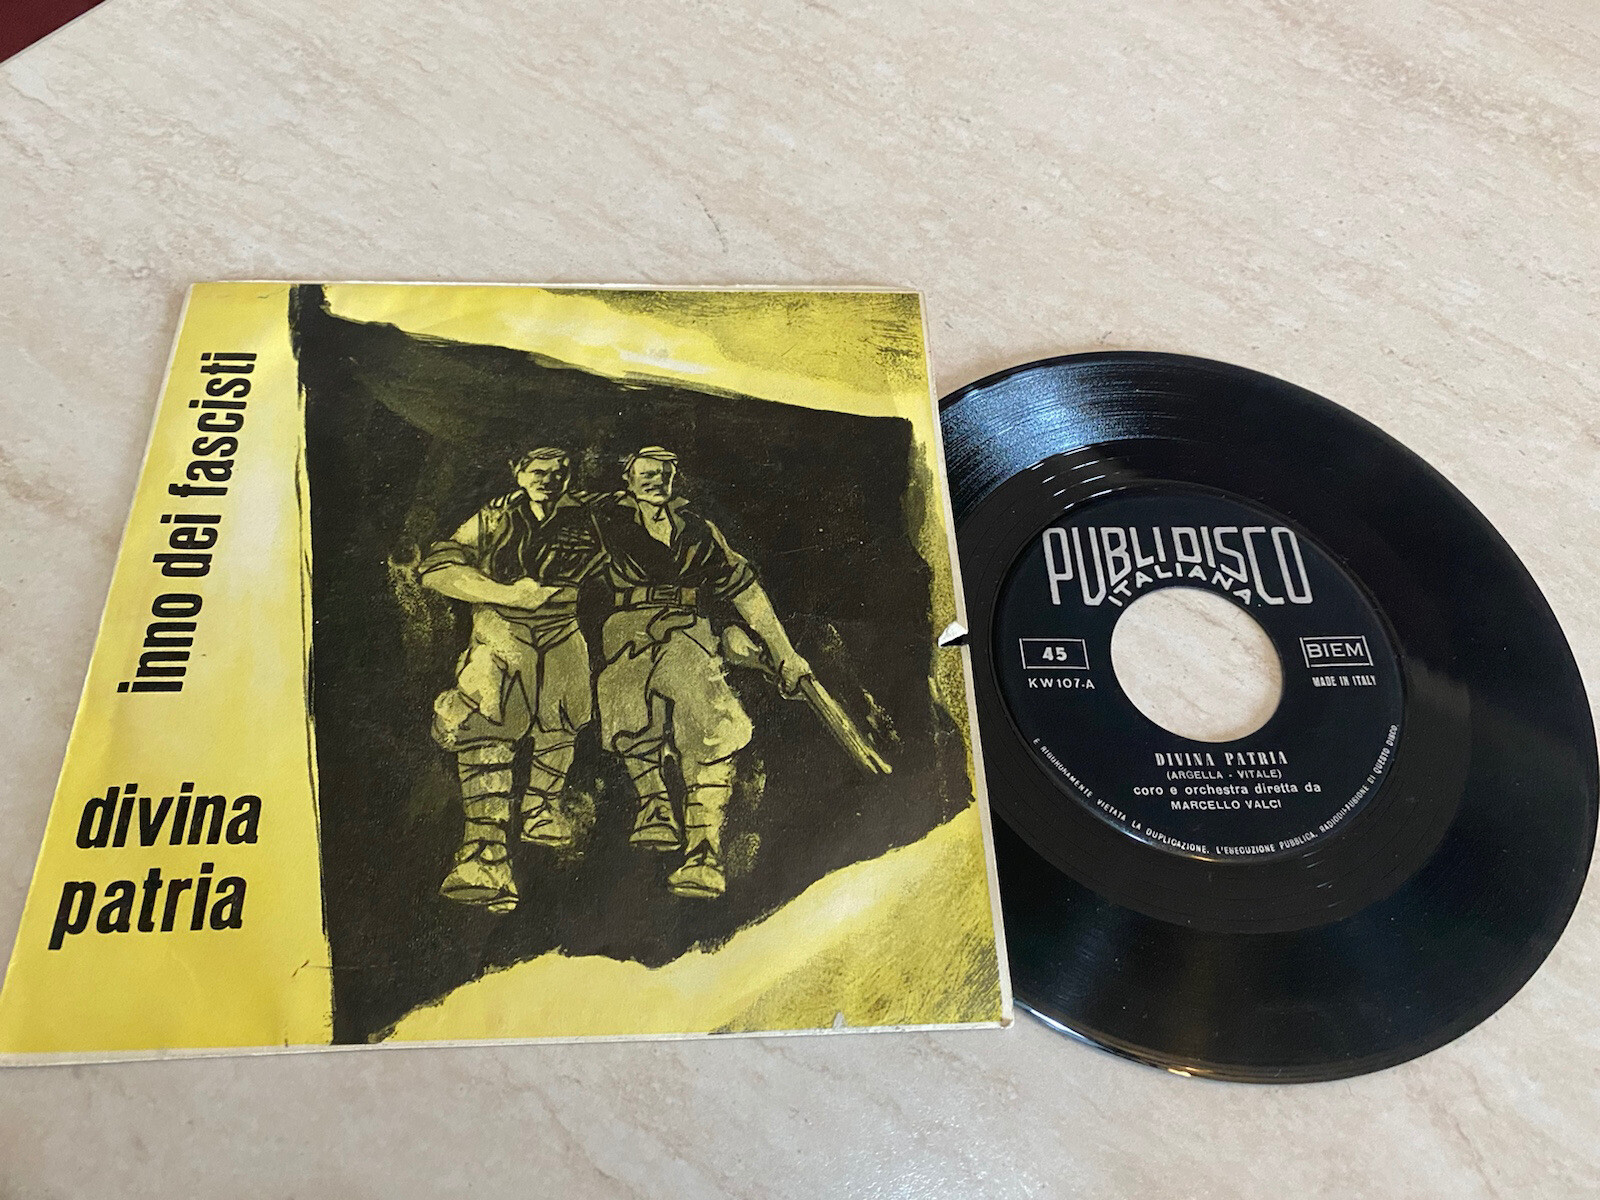 inno dei fascisti
divina
patria
PUBLIDISCO
ITALIANA
45
KW107-A
BIEM
MADE IN ITALY
DIVINA PATRIA
(ARGELLA - VITALE)
coro e orchestra diretta da
MARCELLO VALCI
E RIGOROSAMENTE VIETATA LA DUPLICAZIONE, L'ESECUZIONE PUBBLICA, RADIODIFFUSIONE DI QUESTO DISCO.